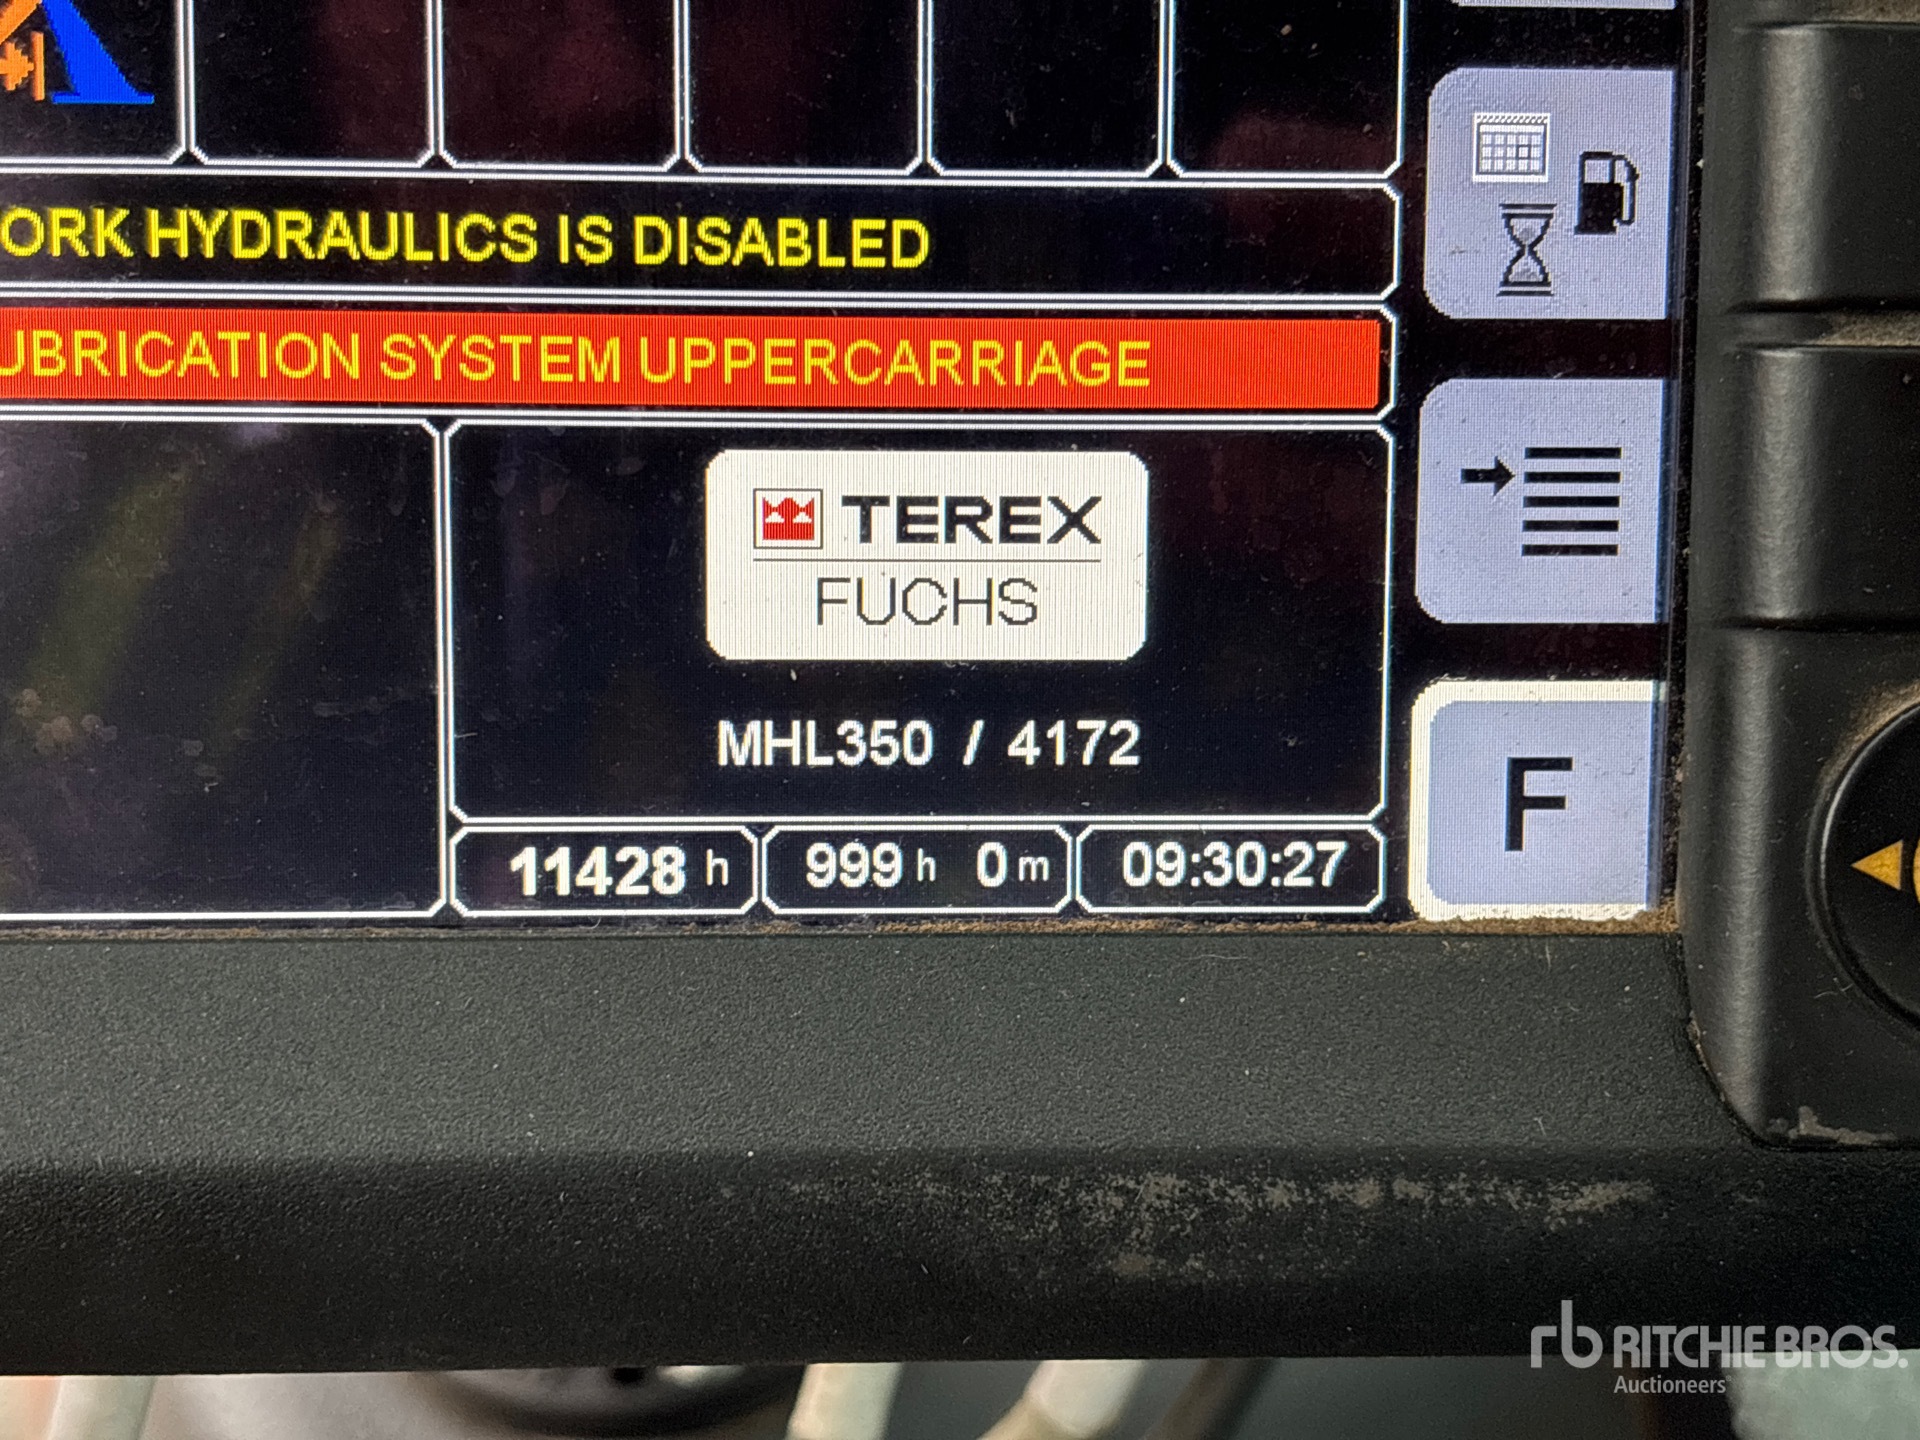 ORK HYDRAULICS IS DISABLED
UBRICATION SYSTEM UPPERCARRIAGE
TEREX
FUCHS
MHL350 / 4172
F
11428 h 999 h 0 m 09:30:27
rb RITCHIE BROS.
Auctioneers